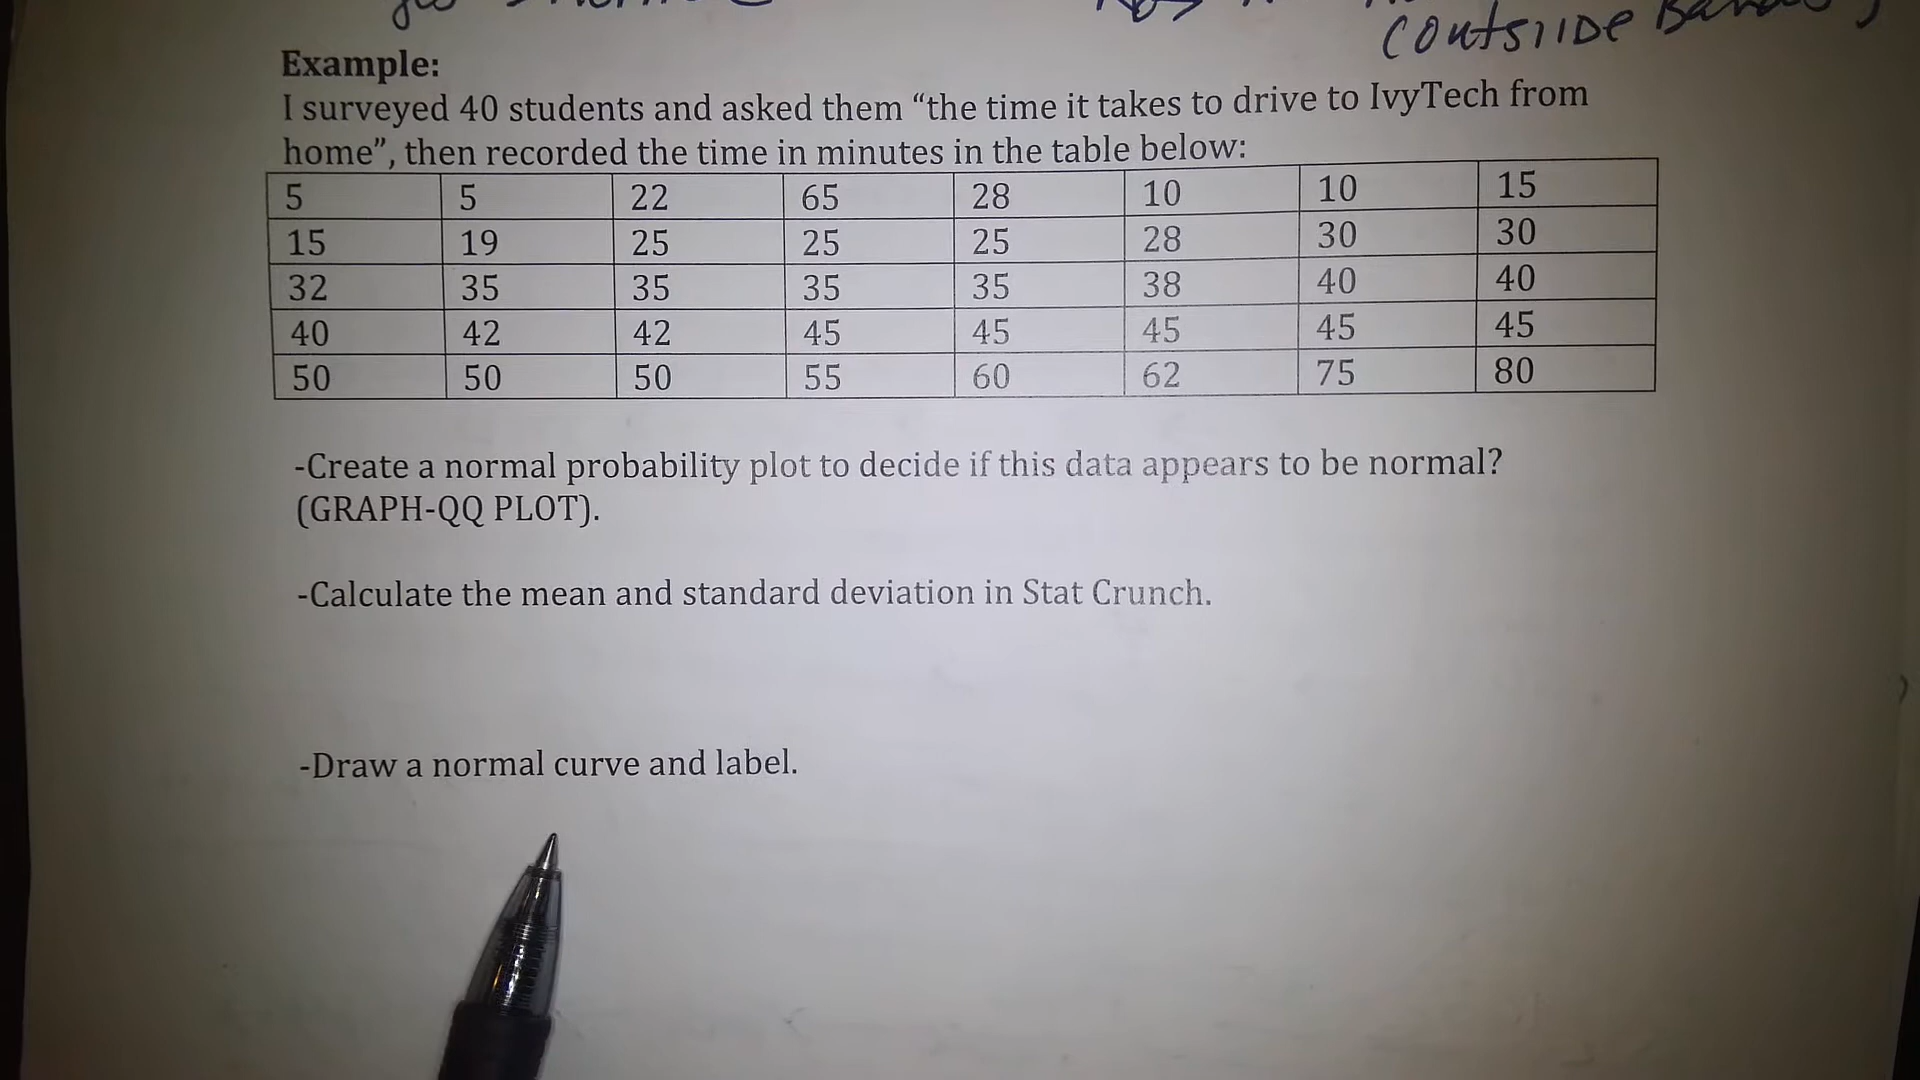 (outsiiDe
Example:
I surveyed 40 students and asked them “the time it takes to drive to IvyTech from
home”, then recorded the time in minutes in the table below:
5 5 22 65 28 10 10 15
15 19 25 25 25 28 30 30
32 35 35 35 35 38 40 40
40 42 42 45 45 45 45 45
50 50 50 55 60 62 75 80
-Create a normal probability plot to decide if this data appears to be normal?
(GRAPH-QQ PLOT).
-Calculate the mean and standard deviation in Stat Crunch.
-Draw a normal curve and label.